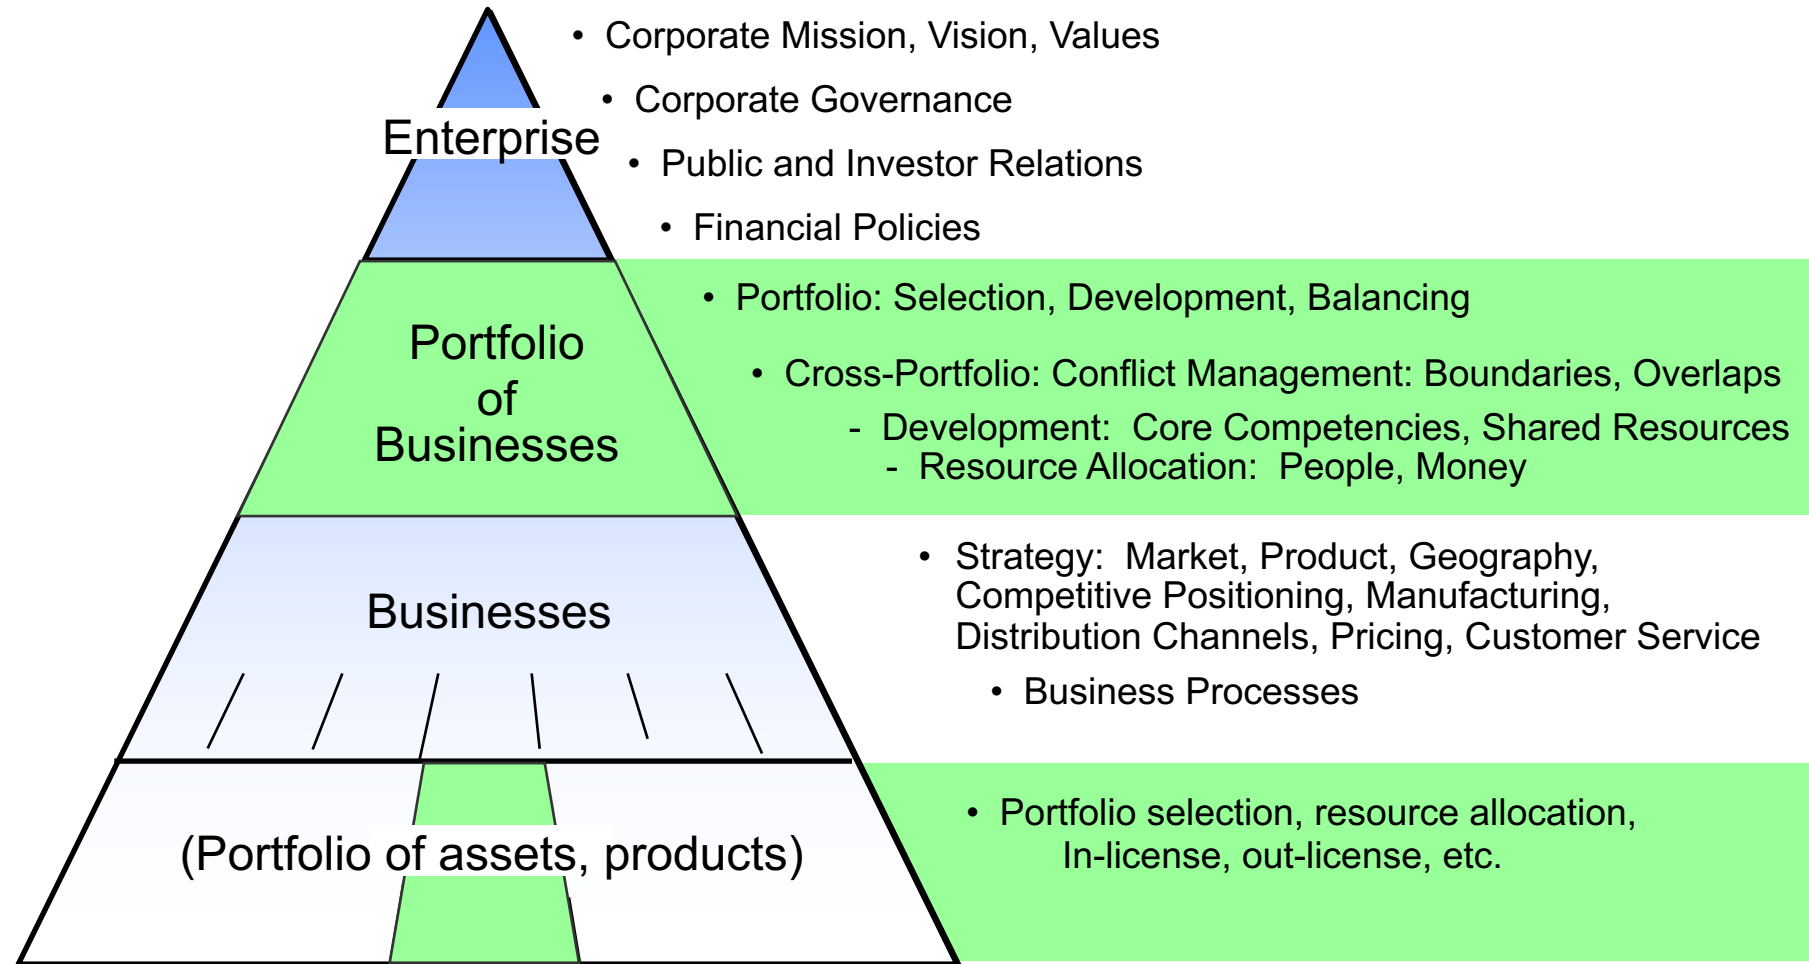 • Corporate Mission, Vision, Values
• Corporate Governance
Enterprise
• Public and Investor Relations
• Financial Policies
Portfolio
of
Businesses
• Portfolio: Selection, Development, Balancing
• Cross-Portfolio: Conflict Management: Boundaries, Overlaps
- Development: Core Competencies, Shared Resources
- Resource Allocation: People, Money
Businesses
• Strategy: Market, Product, Geography,
Competitive Positioning, Manufacturing,
Distribution Channels, Pricing, Customer Service
• Business Processes
(Portfolio of assets, products)
• Portfolio selection, resource allocation,
In-license, out-license, etc.